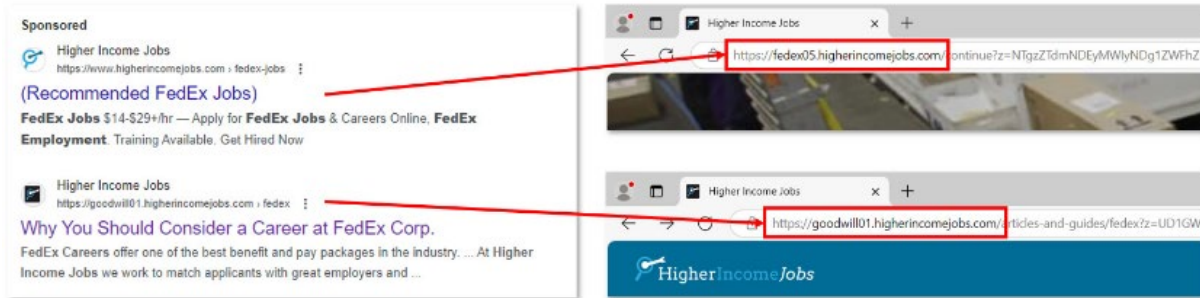 Sponsored
Higher Income Jobs
https://www.higherincomejobs.com › fedex-jobs
(Recommended FedEx Jobs)
FedEx Jobs $14-$29+/hr — Apply for FedEx Jobs & Careers Online, FedEx
Employment. Training Available. Get Hired Now
Higher Income Jobs
https://goodwill01.higherincomejobs.com › fedex
Why You Should Consider a Career at FedEx Corp.
FedEx Careers offer one of the best benefit and pay packages in the industry. ... At Higher
Income Jobs we work to match applicants with great employers and ...
Higher Income Jobs
https://fedex05.higherincomejobs.com/continue?z=NTgzZTdmNDEyMWIyNDg1ZWFhZ
Higher Income Jobs
https://goodwill01.higherincomejobs.com/articles-and-guides/fedex?z=UD1GW
HigherIncomeJobs